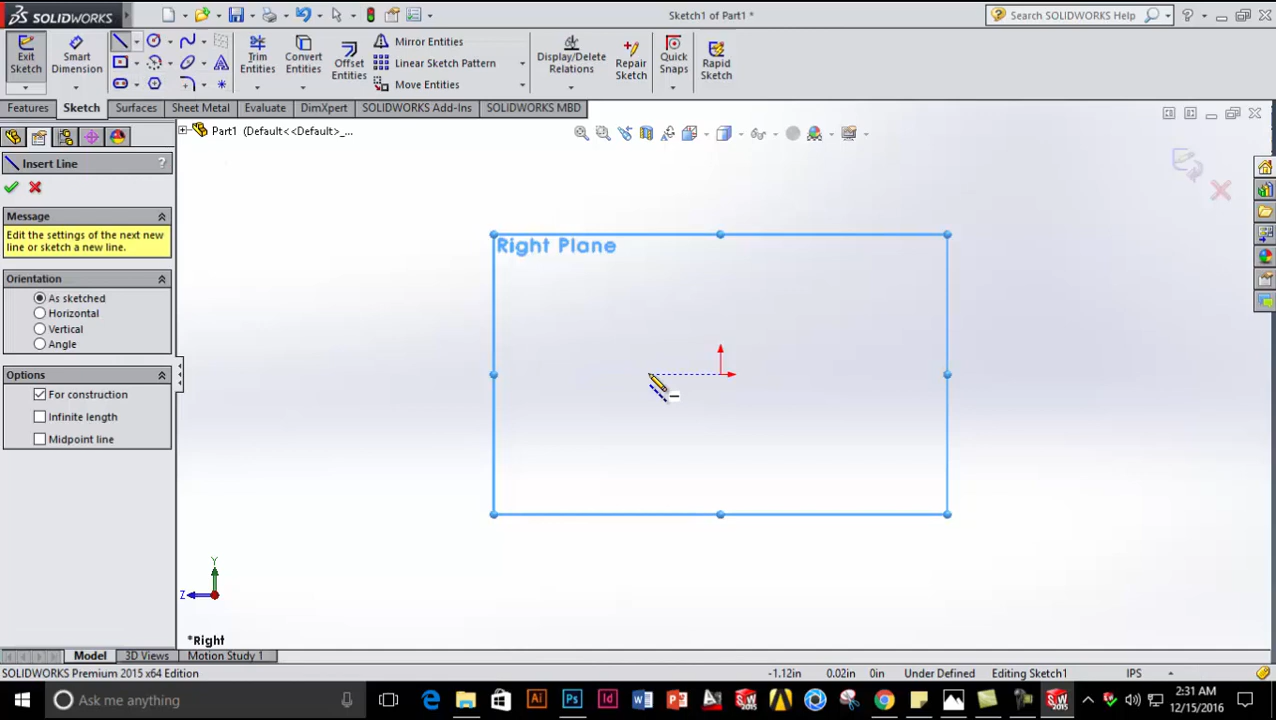 3S SOLIDWORKS
Sketch1 of Part1 *
Search SOLIDWORKS Help
?
Exit Sketch
Smart Dimension
Trim Entities
Convert Entities
Offset Entities
Mirror Entities
Linear Sketch Pattern
Move Entities
Display/Delete Relations
Repair Sketch
Quick Snaps
Rapid Sketch
Features
Sketch
Surfaces
Sheet Metal
Evaluate
DimXpert
SOLIDWORKS Add-Ins
SOLIDWORKS MBD
Part1 (Default<<Default>_...
Insert Line
?
Message
Edit the settings of the next new
line or sketch a new line.
Orientation
As sketched
Horizontal
Vertical
Angle
Options
For construction
Infinite length
Midpoint line
Right Plane
Y
Z
*Right
Model
3D Views
Motion Study 1
SOLIDWORKS Premium 2015 x64 Edition
-1.12in
0.02in
0in
Under Defined
Editing Sketch1
IPS
Ask me anything
2:31 AM
12/15/2016